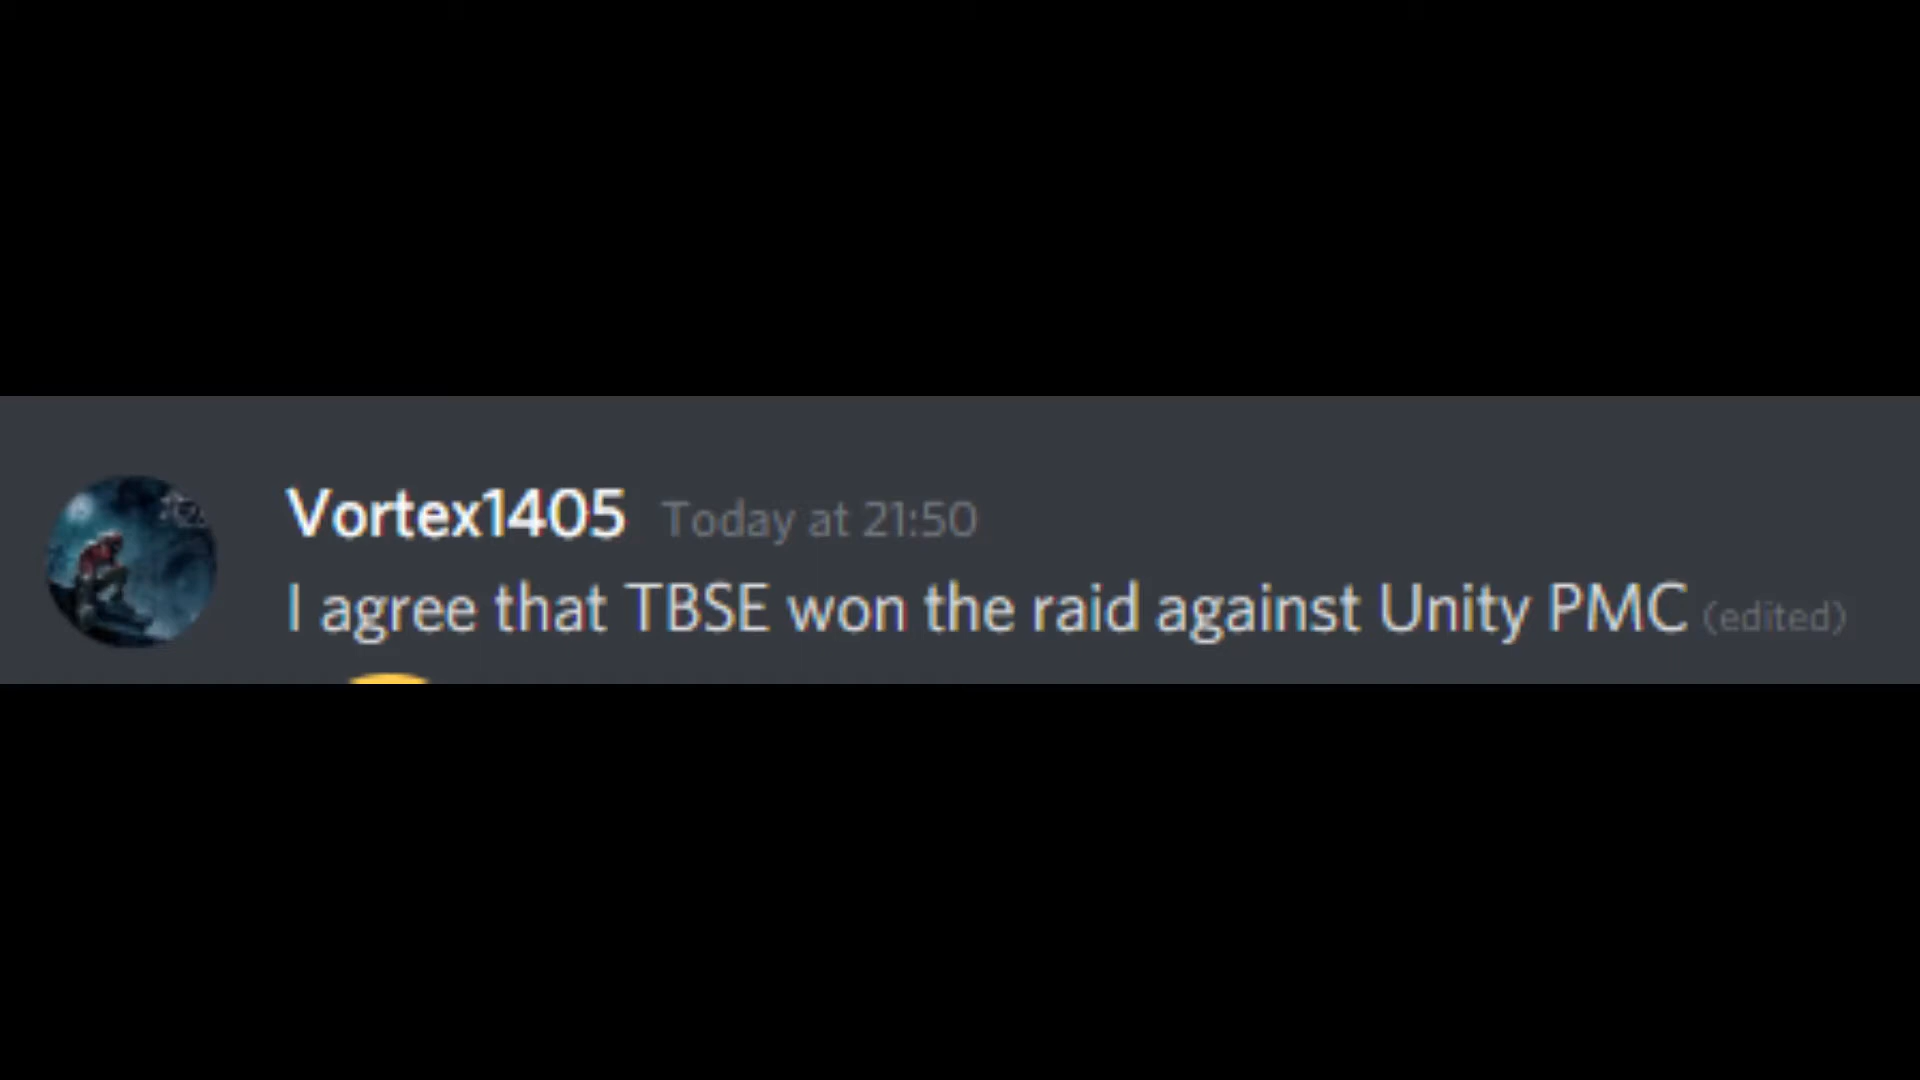 Vortex1405 Today at 21:50
I agree that TBSE won the raid against Unity PMC (edited)